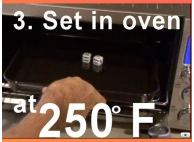 3. Set in oven
at 250° F